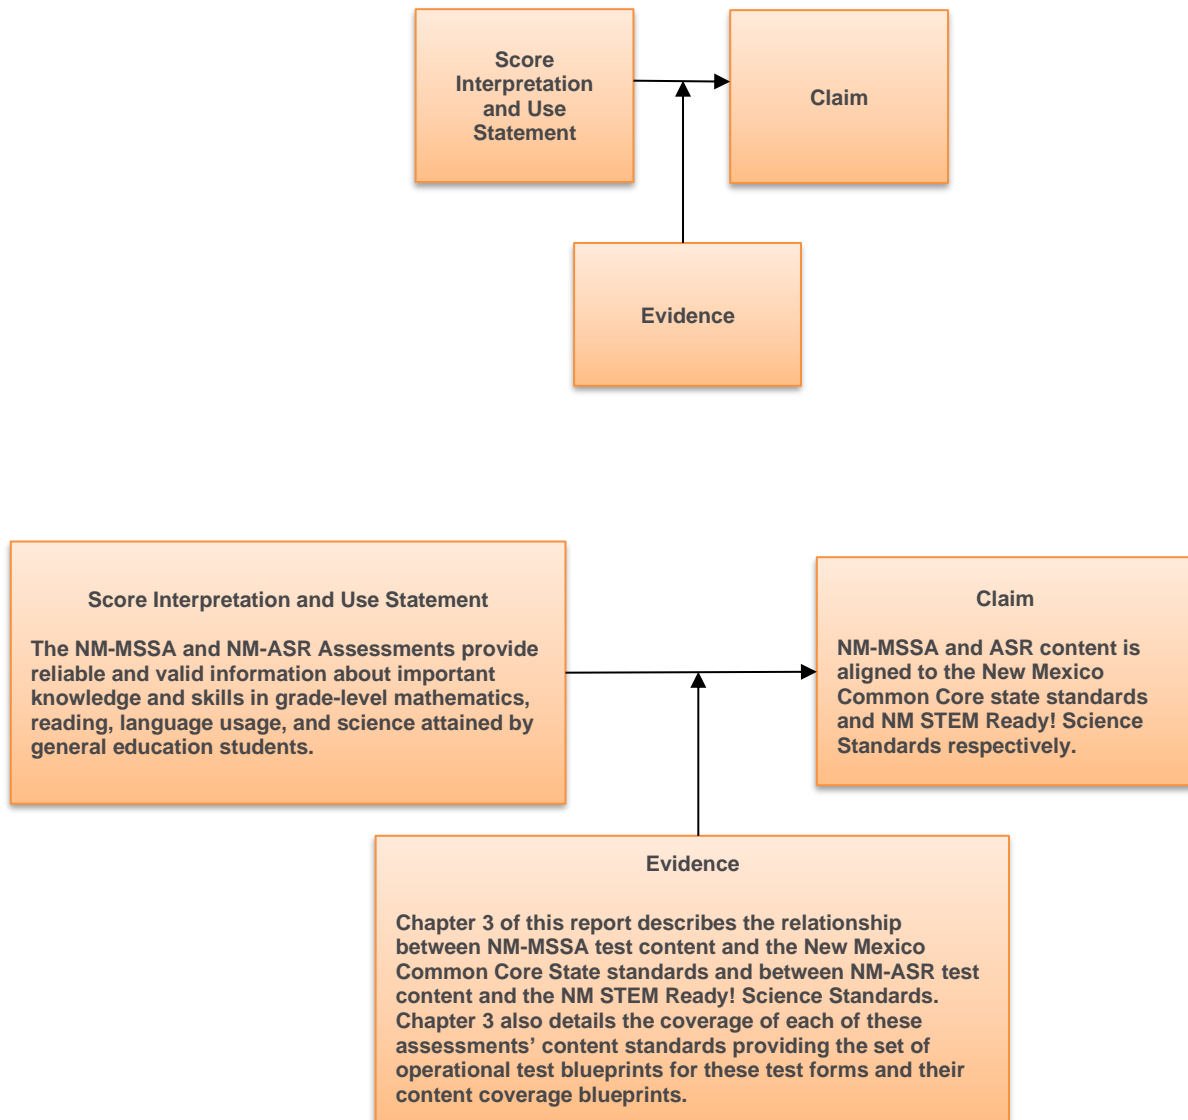 Score
Interpretation
and Use
Statement
Claim
Evidence
Score Interpretation and Use Statement
The NM-MSSA and NM-ASR Assessments provide
reliable and valid information about important
knowledge and skills in grade-level mathematics,
reading, language usage, and science attained by
general education students.
Claim
NM-MSSA and ASR content is
aligned to the New Mexico
Common Core state standards
and NM STEM Ready! Science
Standards respectively.
Evidence
Chapter 3 of this report describes the relationship
between NM-MSSA test content and the New Mexico
Common Core State standards and between NM-ASR test
content and the NM STEM Ready! Science Standards.
Chapter 3 also details the coverage of each of these
assessments’ content standards providing the set of
operational test blueprints for these test forms and their
content coverage blueprints.